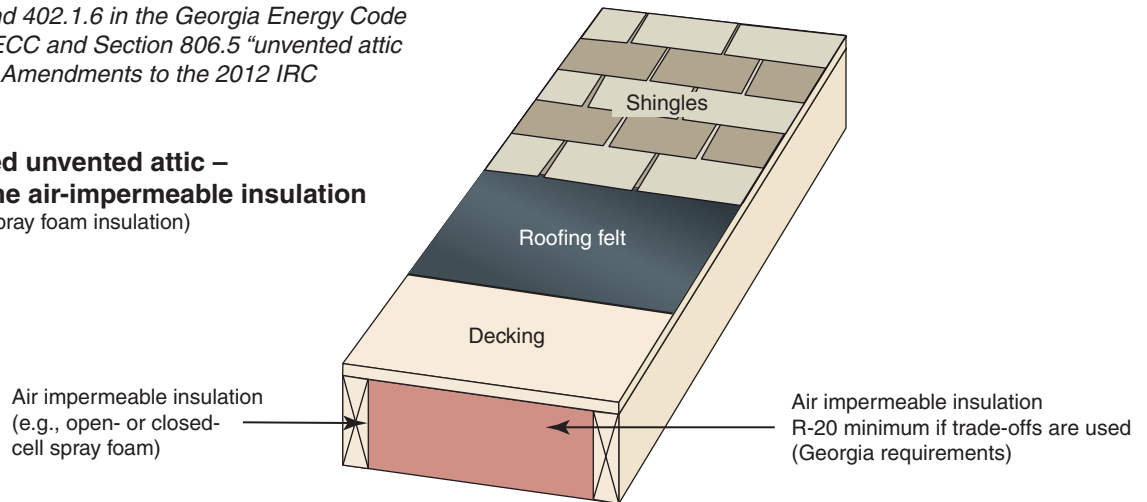 nd 402.1.6 in the Georgia Energy Code
ECC and Section 806.5 “unvented attic
Amendments to the 2012 IRC
ed unvented attic –
ne air-impermeable insulation
spray foam insulation)
Shingles
Roofing felt
Decking
Air impermeable insulation
(e.g., open- or closed-
cell spray foam)
Air impermeable insulation
R-20 minimum if trade-offs are used
(Georgia requirements)